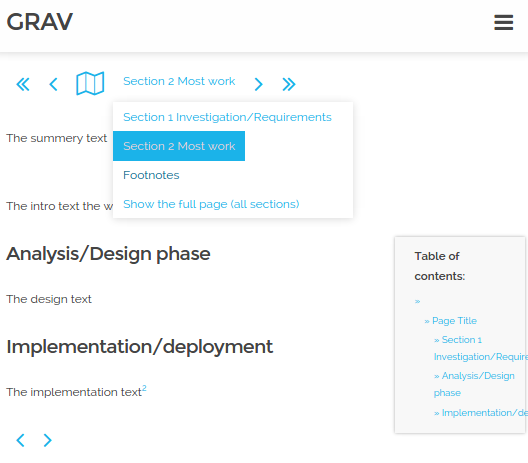 GRAV
Section 2 Most work
Section 1 Investigation/Requirements
The summery text
Section 2 Most work
Footnotes
Show the full page (all sections)
The intro text the w
Analysis/Design phase
The design text
Implementation/deployment
The implementation text2
Table of
contents:
»
» Page Title
» Section 1
Investigation/Require
» Analysis/Design
phase
» Implementation/de